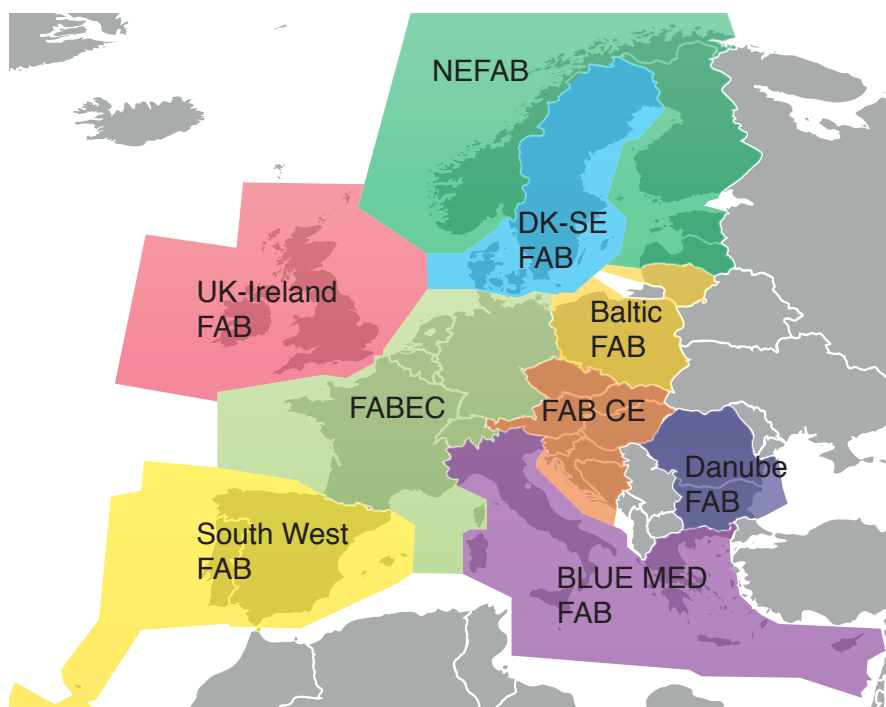 NEFAB
DK-SE
FAB
UK-Ireland
FAB
Baltic
FAB
FABEC
FAB CE
Danube
FAB
South West
FAB
BLUE MED
FAB